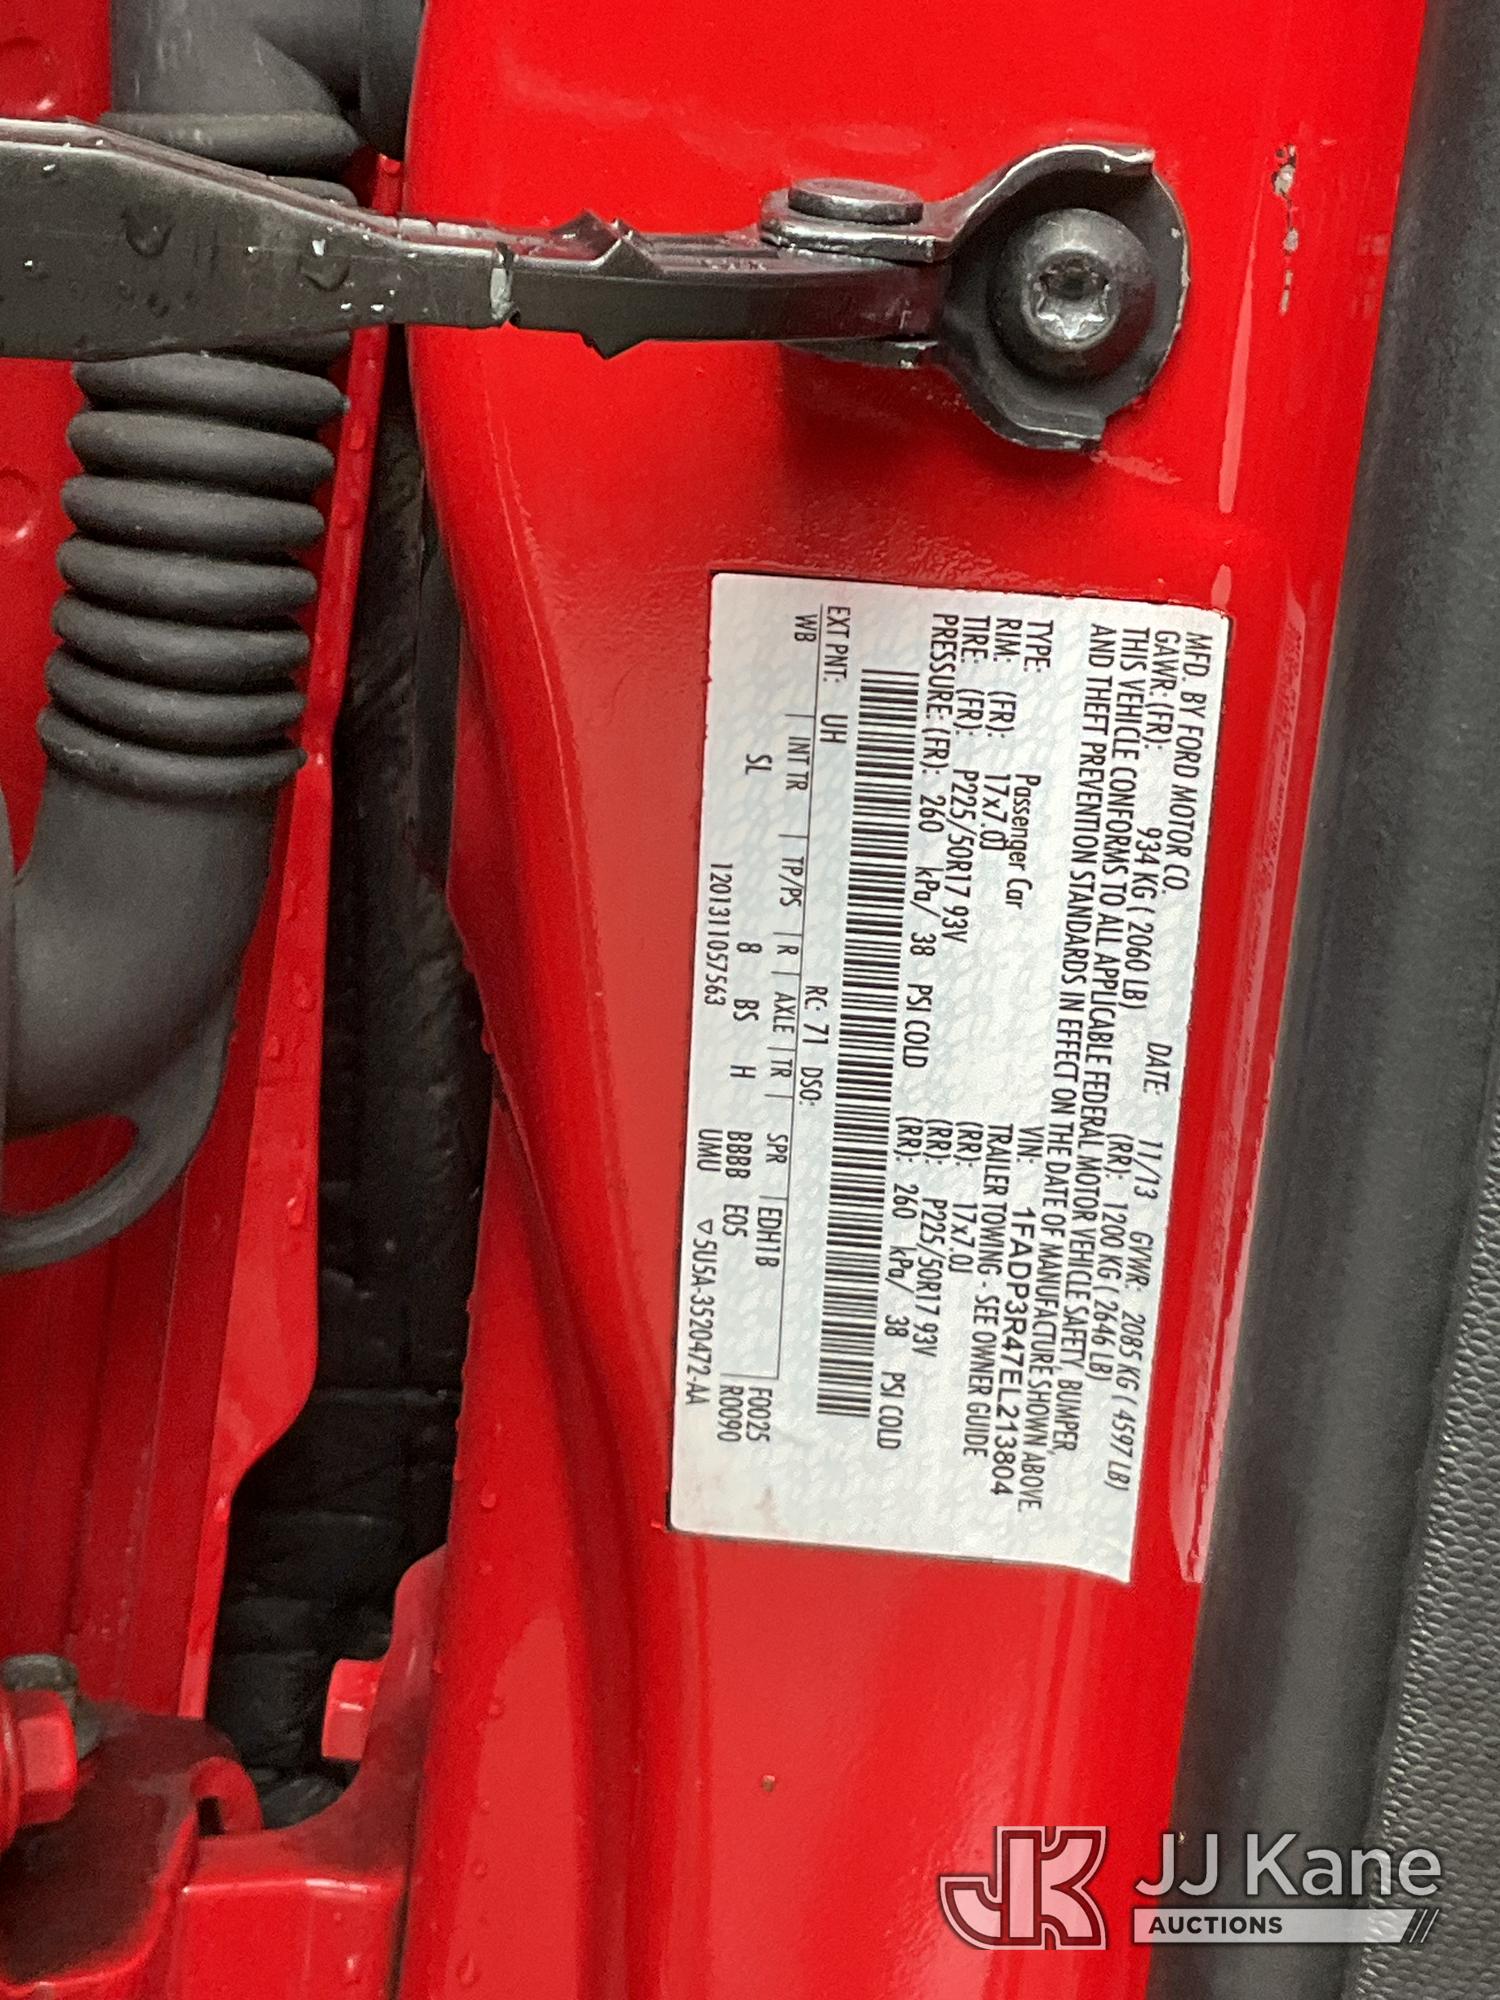 MFD. BY FORD MOTOR CO.
DATE: 11/13 GVWR: 2085 KG ( 4597 LB)
GAWR: (FR): 934 KG ( 2060 LB) (RR): 1200 KG ( 2646 LB)
THIS VEHICLE CONFORMS TO ALL APPLICABLE FEDERAL MOTOR VEHICLE SAFETY, BUMPER,
AND THEFT PREVENTION STANDARDS IN EFFECT ON THE DATE OF MANUFACTURE SHOWN ABOVE.
VIN: 1FADP3R47EL213804
TYPE: Passenger Car TRAILER TOWING - SEE OWNER GUIDE
RIM: (FR): 17x7.0J (RR): 17x7.0J
TIRE: (FR): P225/50R17 93V (RR): P225/50R17 93V
PRESSURE: (FR): 260 kPa/ 38 PSI COLD (RR): 260 kPa/ 38 PSI COLD
EXT PNT: UH RC: 71 DSO:
WB | INT TR | TP/PS | R | AXLE | TR | SPR | EDH1B F0025
SL 8 BS H BBBB E05 R0090
120131105756​3 UMU ▽5U5A-3520472-AA
JK
JJ Kane
AUCTIONS